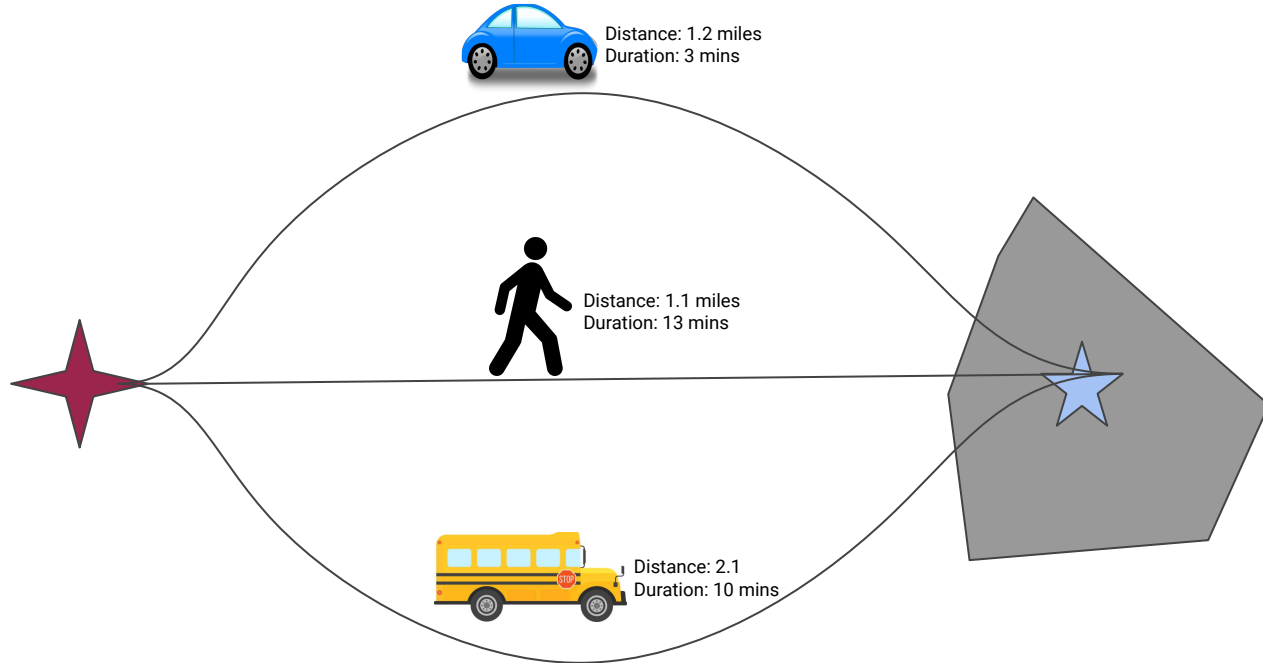 Distance: 1.2 miles
Duration: 3 mins
Distance: 1.1 miles
Duration: 13 mins
Distance: 2.1
Duration: 10 mins
STOP